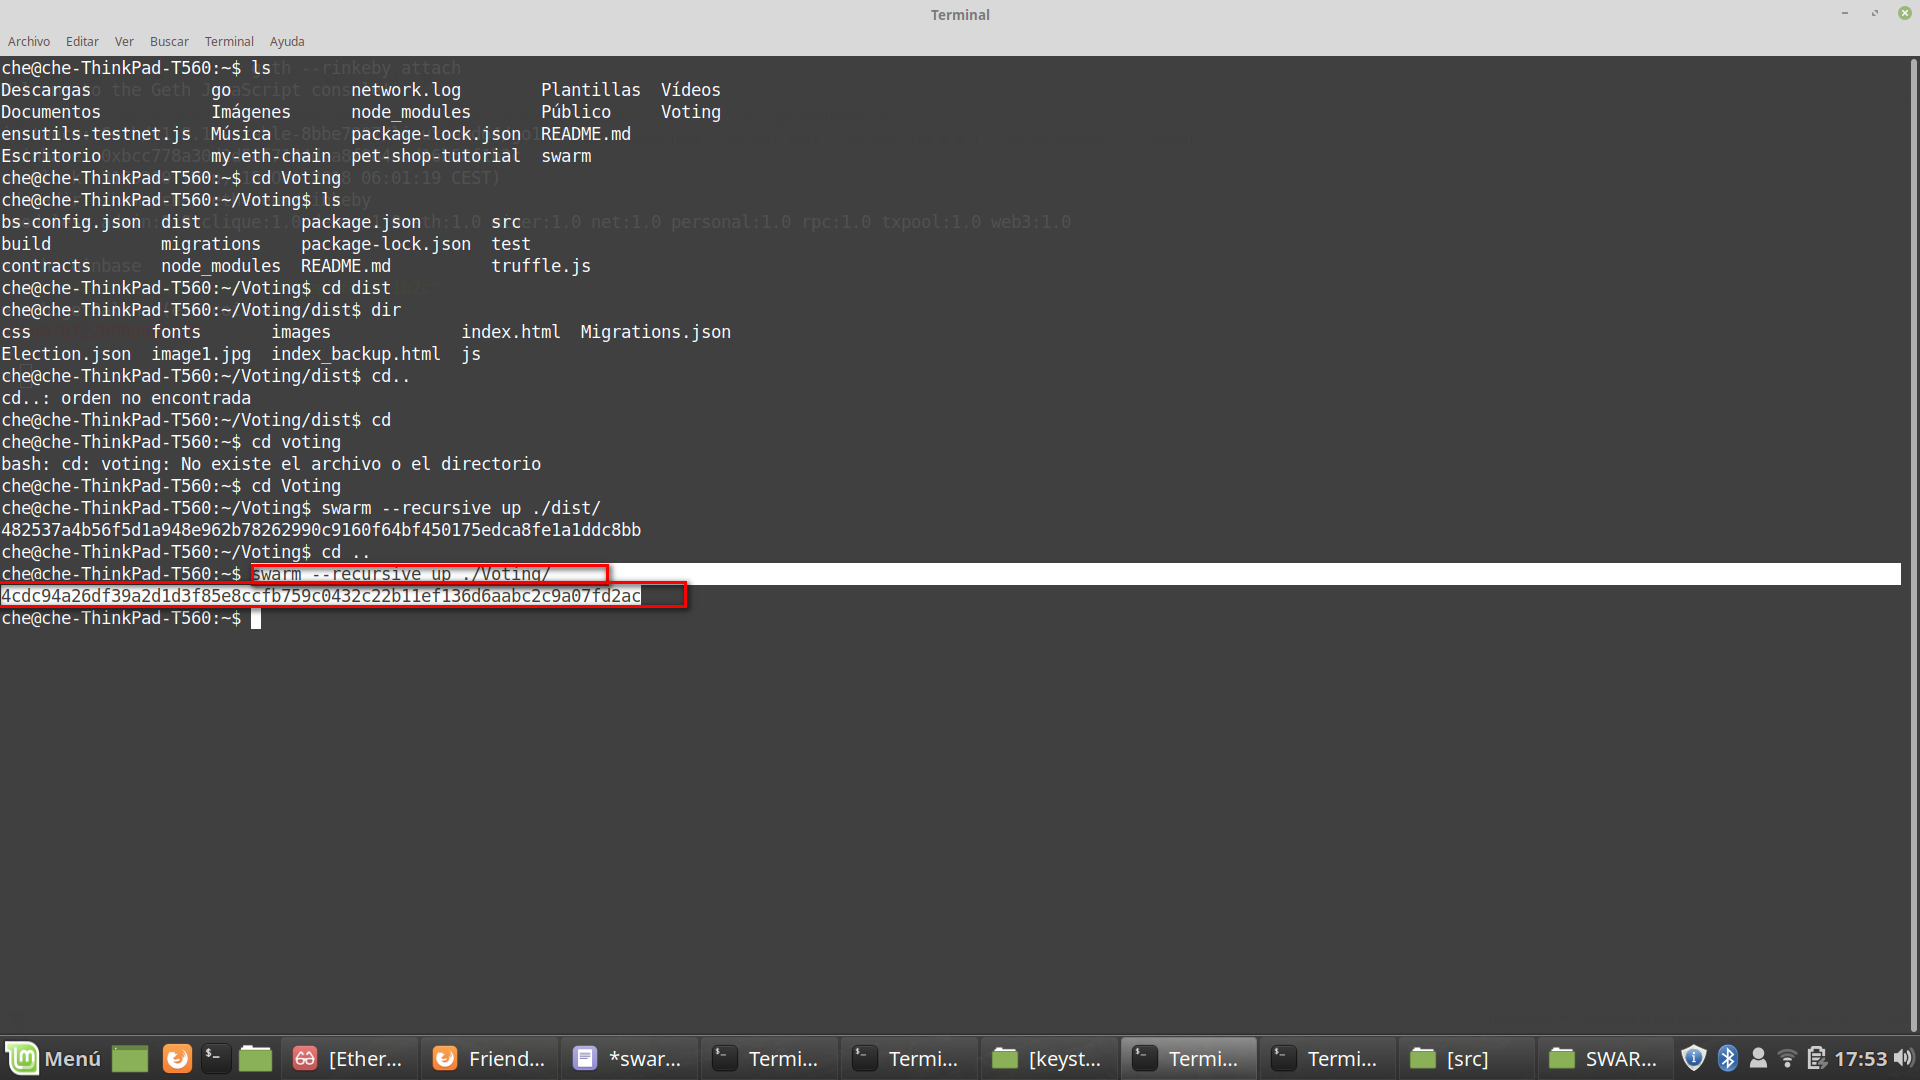 Terminal
Archivo Editar Ver Buscar Terminal Ayuda
che@che-ThinkPad-T560:~$ ls
Descargas go network.log Plantillas Vídeos
Documentos Imágenes node_modules Público Voting
ensutils-testnet.js Música package-lock.json README.md
Escritorio my-eth-chain pet-shop-tutorial swarm
che@che-ThinkPad-T560:~$ cd Voting
che@che-ThinkPad-T560:~/Voting$ ls
bs-config.json dist package.json src
build migrations package-lock.json test
contracts node_modules README.md truffle.js
che@che-ThinkPad-T560:~/Voting$ cd dist
che@che-ThinkPad-T560:~/Voting/dist$ dir
css fonts images index.html Migrations.json
Election.json image1.jpg index_backup.html js
che@che-ThinkPad-T560:~/Voting/dist$ cd..
cd..: orden no encontrada
che@che-ThinkPad-T560:~/Voting/dist$ cd
che@che-ThinkPad-T560:~$ cd voting
bash: cd: voting: No existe el archivo o el directorio
che@che-ThinkPad-T560:~$ cd Voting
che@che-ThinkPad-T560:~/Voting$ swarm --recursive up ./dist/
482537a4b56f5d1a948e962b78262990c9160f64bf450175edca8fe1a1ddc8bb
che@che-ThinkPad-T560:~/Voting$ cd ..
che@che-ThinkPad-T560:~$ swarm --recursive up ./Voting/
4cdc94a26df39a2d1d3f85e8ccfb759c0432c22b11ef136d6aabc2c9a07fd2ac
che@che-ThinkPad-T560:~$
Menú [Ether... Friend... *swar... Termi... Termi... [keyst... Termi... Termi... [src] SWAR... 17:53